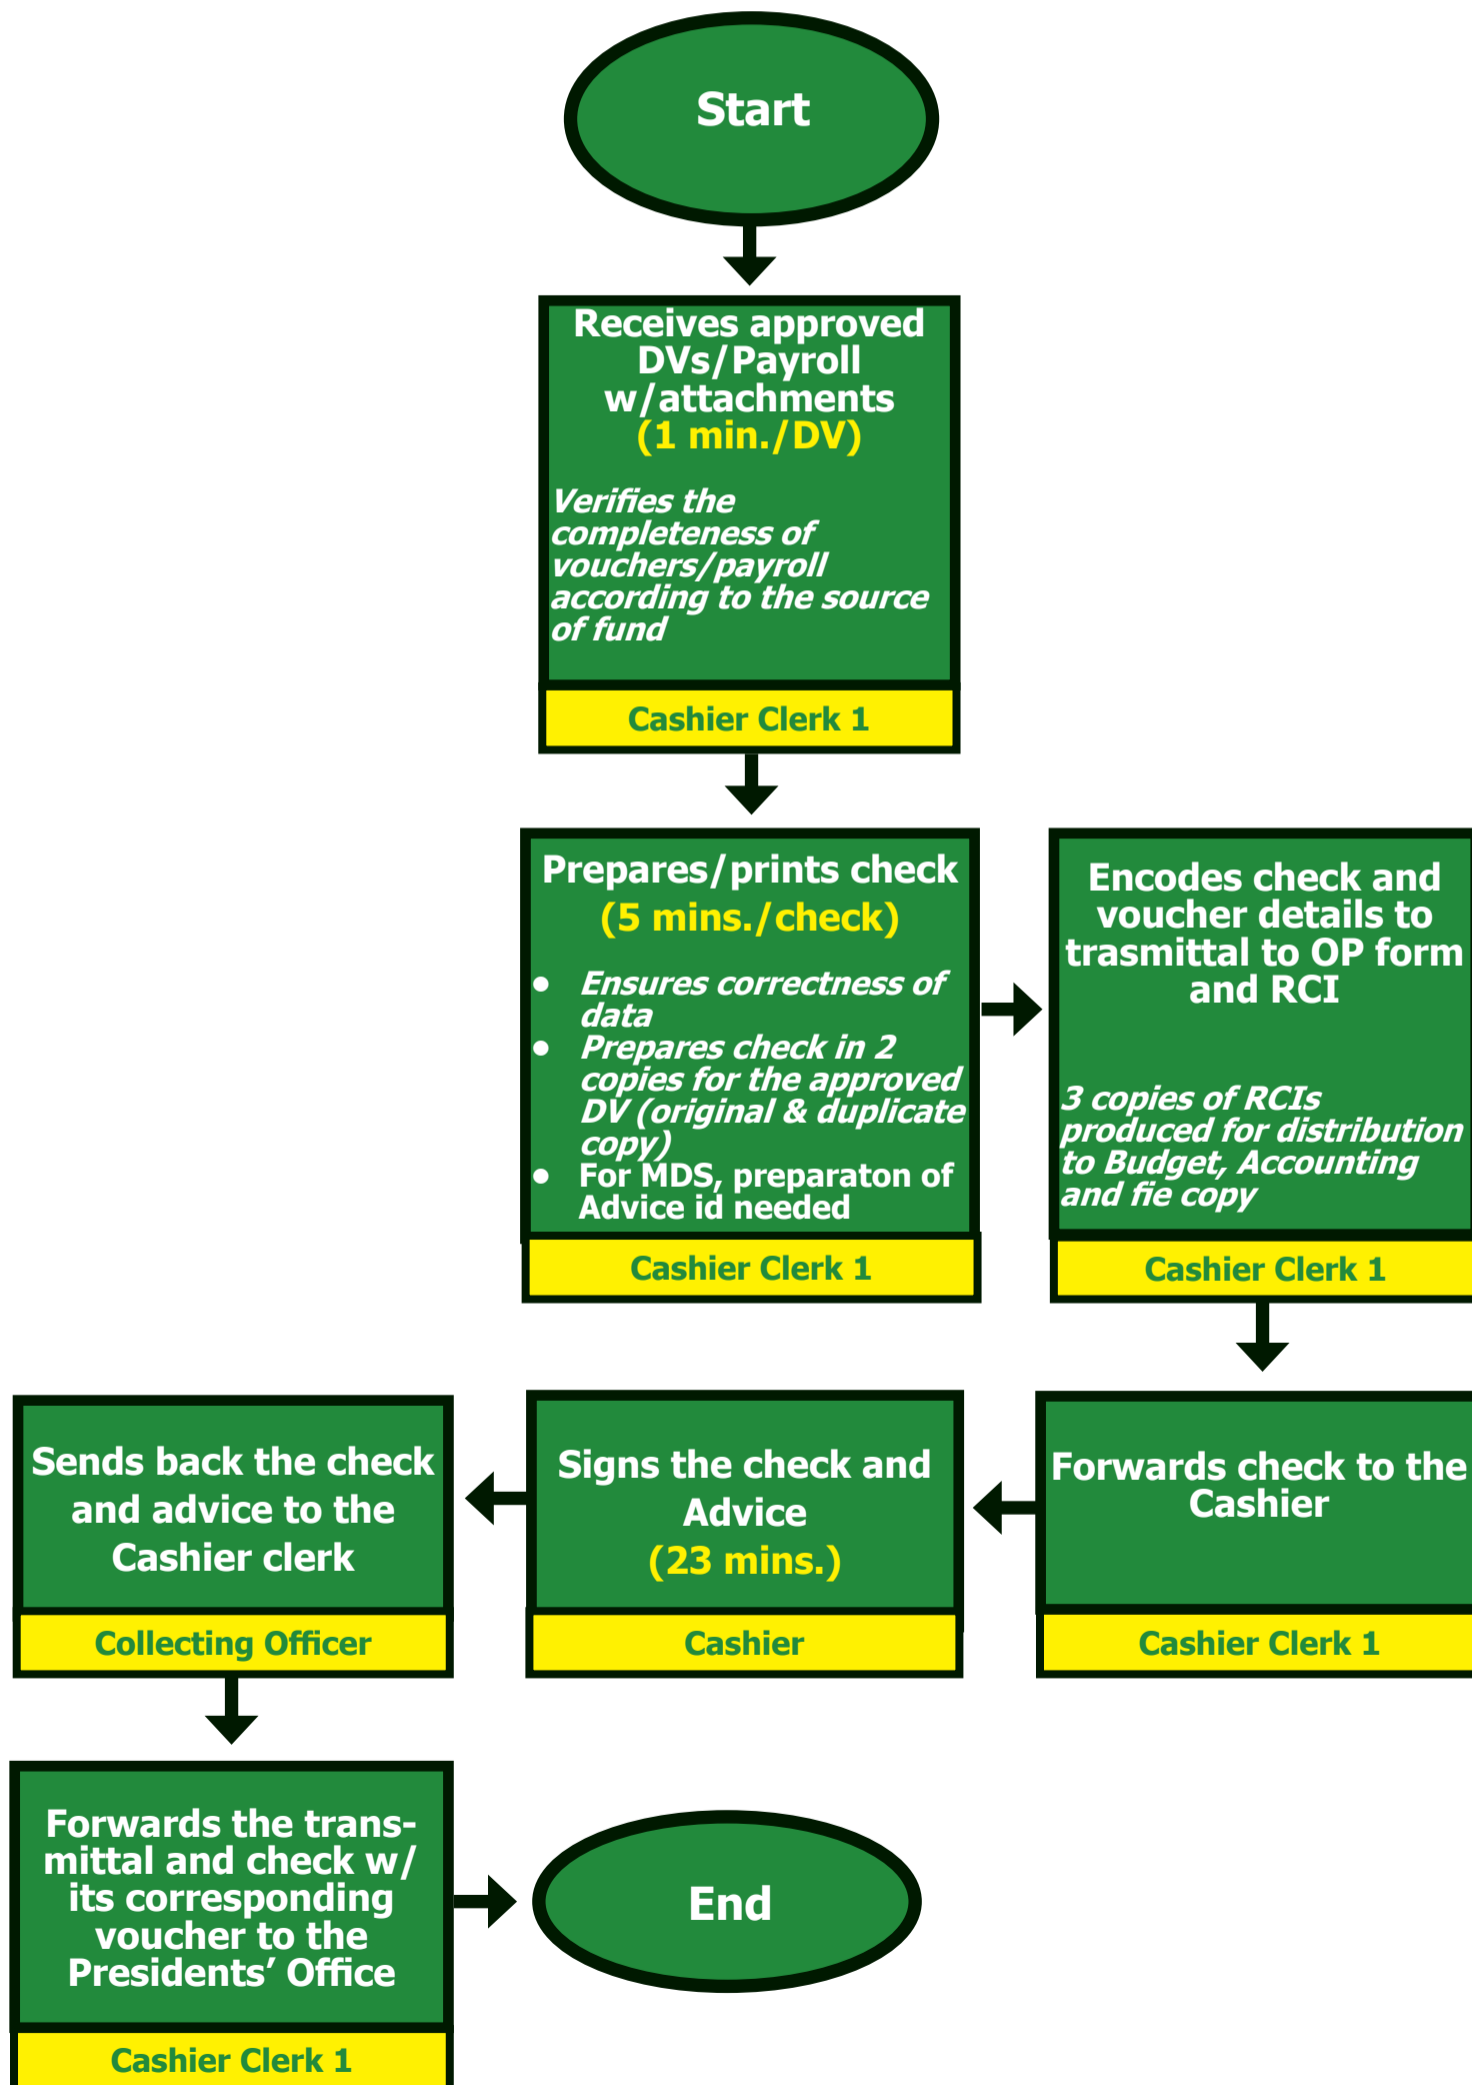 Start
Receives approved
DVs/Payroll
w/attachments
(1 min./DV)
Verifies the
completeness of
vouchers/payroll
according to the source
of fund
Cashier Clerk 1
Prepares/prints check
(5 mins./check)
● Ensures correctness of
data
● Prepares check in 2
copies for the approved
DV (original & duplicate
copy)
● For MDS, preparaton of
Advice id needed
Cashier Clerk 1
Encodes check and
voucher details to
trasmittal to OP form
and RCI
3 copies of RCIs
produced for distribution
to Budget, Accounting
and fie copy
Cashier Clerk 1
Forwards check to the
Cashier
Cashier Clerk 1
Signs the check and
Advice
(23 mins.)
Cashier
Sends back the check
and advice to the
Cashier clerk
Collecting Officer
Forwards the trans-
mittal and check w/
its corresponding
voucher to the
Presidents’ Office
Cashier Clerk 1
End